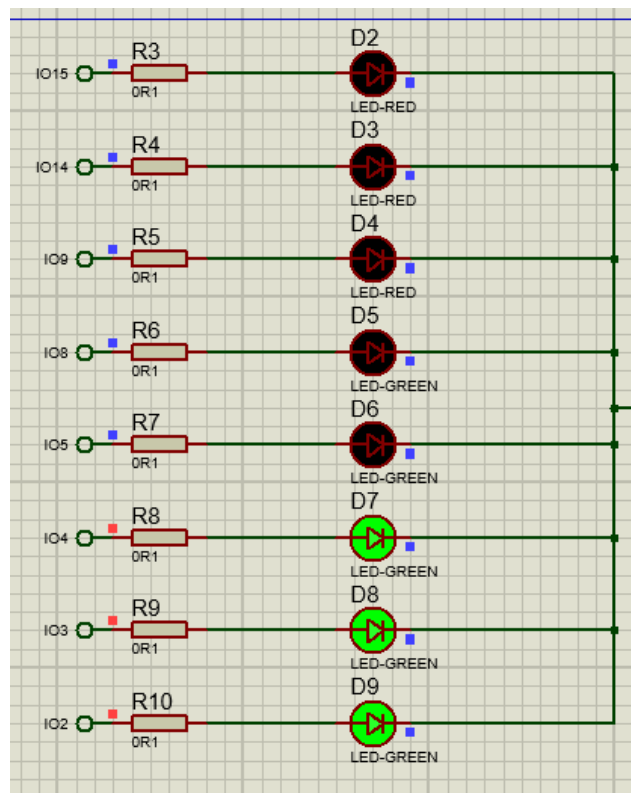 R3
D2
IO15
0R1
LED-RED
R4
D3
IO14
0R1
LED-RED
R5
D4
IO9
0R1
LED-RED
R6
D5
IO8
0R1
LED-GREEN
R7
D6
IO5
0R1
LED-GREEN
R8
D7
IO4
0R1
LED-GREEN
R9
D8
IO3
0R1
LED-GREEN
R10
D9
IO2
0R1
LED-GREEN